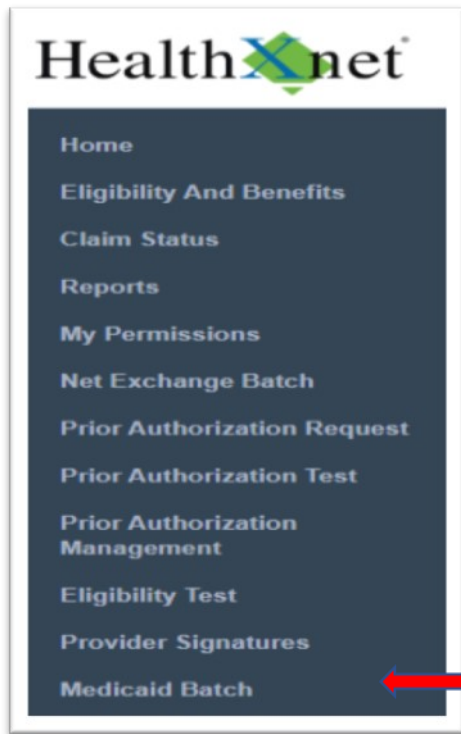 HealthXnet
Home
Eligibility And Benefits
Claim Status
Reports
My Permissions
Net Exchange Batch
Prior Authorization Request
Prior Authorization Test
Prior Authorization
Management
Eligibility Test
Provider Signatures
Medicaid Batch